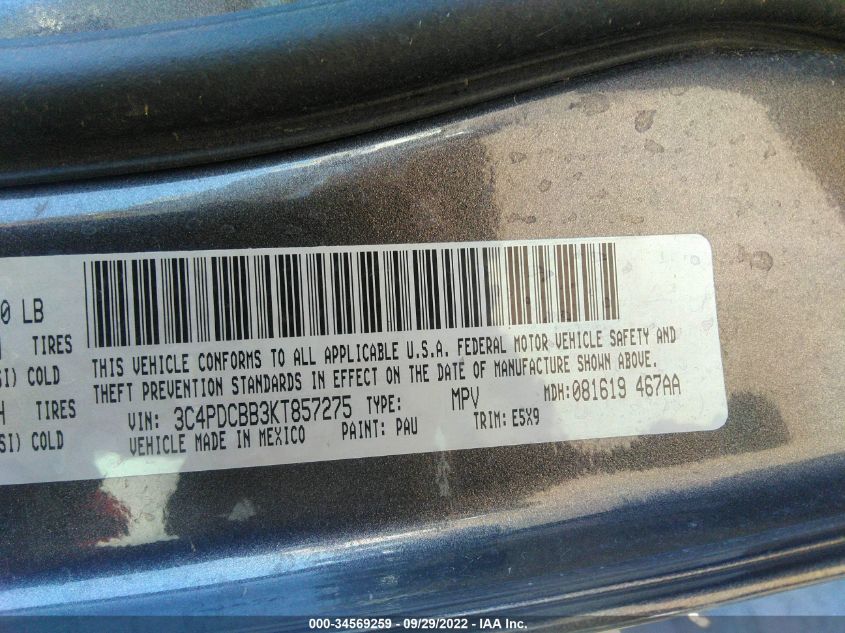 0 LB
TIRES
SI) COLD
H TIRES
SI) COLD
THIS VEHICLE CONFORMS TO ALL APPLICABLE U.S.A. FEDERAL MOTOR VEHICLE SAFETY AND
THEFT PREVENTION STANDARDS IN EFFECT ON THE DATE OF MANUFACTURE SHOWN ABOVE.
VIN: 3C4PDCBB3KT857275 TYPE: MPV MDH: 081619 467AA
VEHICLE MADE IN MEXICO PAINT: PAU TRIM: E5X9
000-34569259 - 09/29/2022 - IAA Inc.